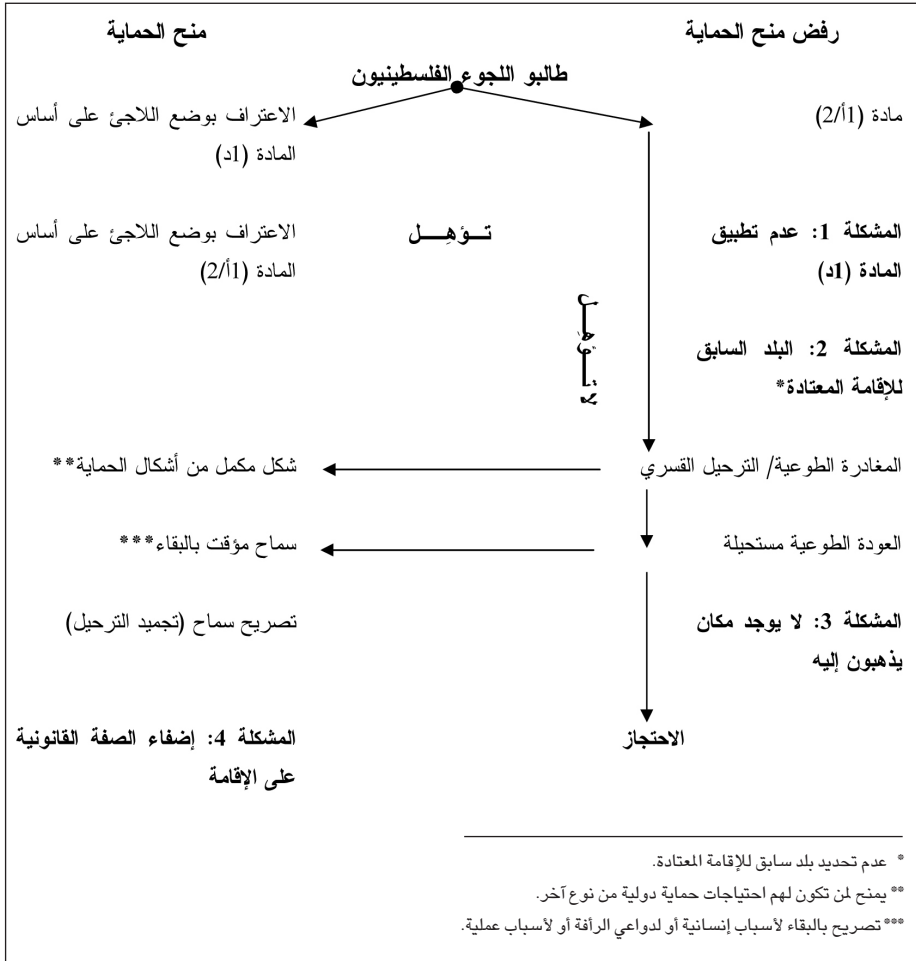 رفض منح الحماية
منح الحماية
طالبو اللجوء الفلسطينيون
مادة (1أ/2)
الاعتراف بوضع اللاجئ على أساس
المادة (1د)
المشكلة 1: عدم تطبيق
المادة (1د)
تـــؤهِــــل
الاعتراف بوضع اللاجئ على أساس
المادة (1أ/2)
لا تـــؤهِــــل
المشكلة 2: البلد السابق
للإقامة المعتادة*
المغادرة الطوعية/ الترحيل القسري
شكل مكمل من أشكال الحماية**
العودة الطوعية مستحيلة
سماح مؤقت بالبقاء***
المشكلة 3: لا يوجد مكان
يذهبون إليه
تصريح سماح (تجميد الترحيل)
الاحتجاز
المشكلة 4: إضفاء الصفة القانونية
على الإقامة
* عدم تحديد بلد سابق للإقامة المعتادة.
** يمنح لمن تكون لهم احتياجات حماية دولية من نوع آخر.
*** تصريح بالبقاء لأسباب إنسانية أو لدواعي الرأفة أو لأسباب عملية.